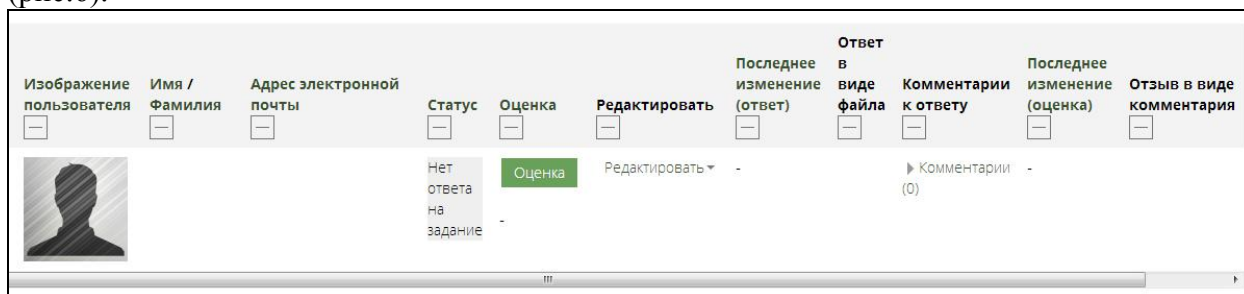 (рис.6).
Изображение пользователя
Имя / Фамилия
Адрес электронной почты
Статус
Оценка
Редактировать
Последнее изменение (ответ)
Ответ в виде файла
Комментарии к ответу
Последнее изменение (оценка)
Отзыв в виде комментария
Нет ответа на задание
Оценка
-
Редактировать
-
Комментарии (0)
-